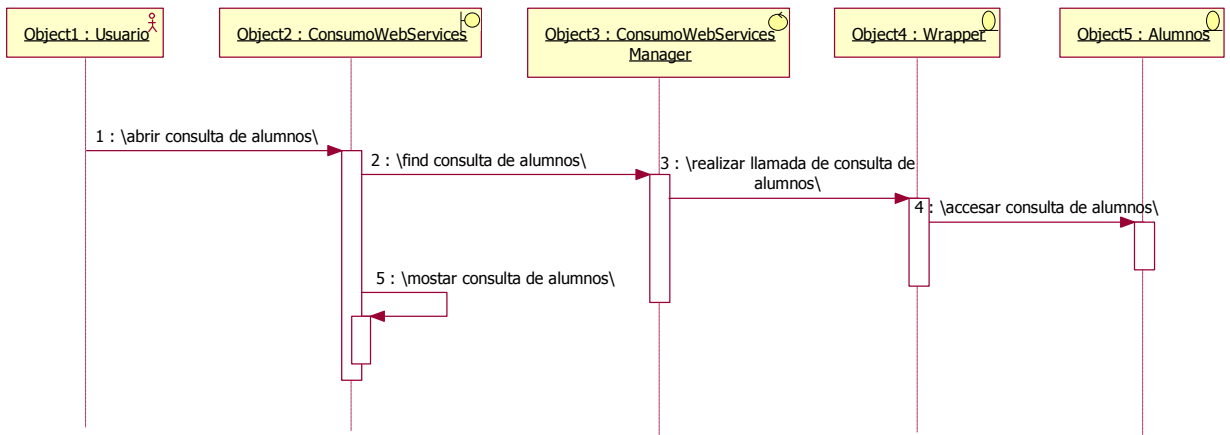 Object1 : Usuario
Object2 : ConsumoWebServices
Object3 : ConsumoWebServices
Manager
Object4 : Wrapper
Object5 : Alumnos
1 : \abrir consulta de alumnos\
2 : \find consulta de alumnos\
3 : \realizar llamada de consulta de
alumnos\
4 : \accesar consulta de alumnos\
5 : \mostar consulta de alumnos\